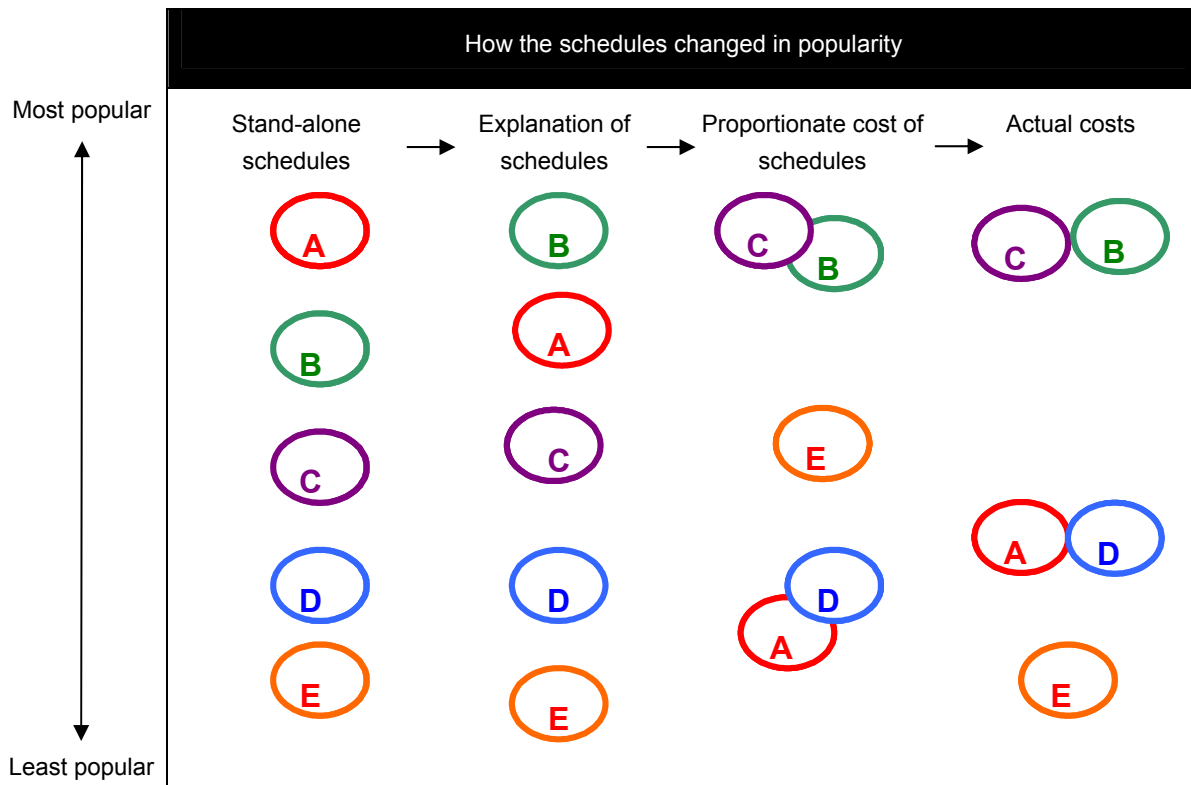 How the schedules changed in popularity
Most popular
Stand-alone
schedules
Explanation of
schedules
Proportionate cost of
schedules
Actual costs
A
B
C
B
C
B
B
A
C
C
E
A
D
D
D
D
A
E
E
E
Least popular